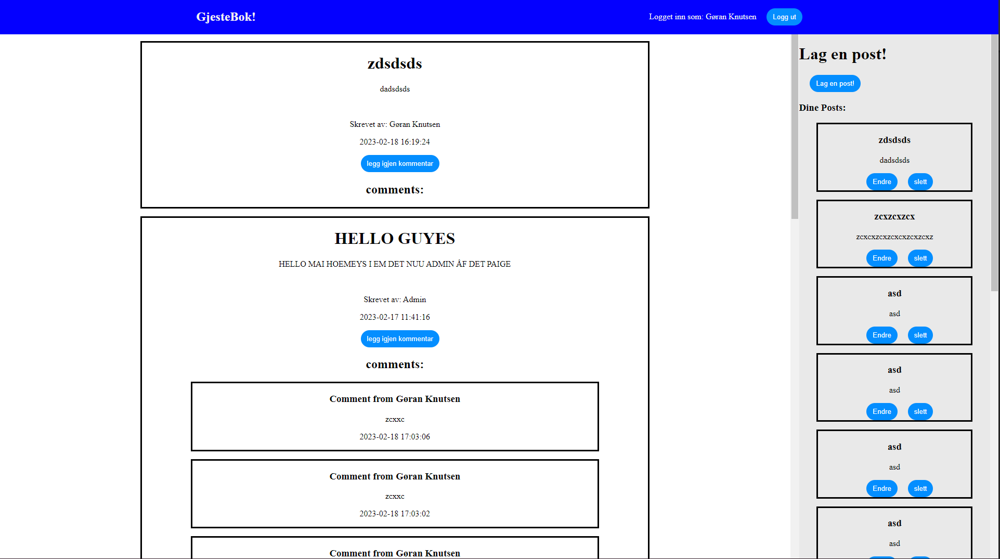 GjesteBok!
Logget inn som: Gøran Knutsen
Logg ut
zdsdsds
dadsdsds
Skrevet av: Gøran Knutsen
2023-02-18 16:19:24
legg igjen kommentar
comments:
HELLO GUYES
HELLO MAI HOEMEYS I EM DET NUU ADMIN ÅF DET PAIGE
Skrevet av: Admin
2023-02-17 11:41:16
legg igjen kommentar
comments:
Comment from Gøran Knutsen
zcxxc
2023-02-18 17:03:06
Comment from Gøran Knutsen
zcxxc
2023-02-18 17:03:02
Comment from Gøran Knutsen
Lag en post!
Lag en post!
Dine Posts:
zdsdsds
dadsdsds
Endre slett
zcxzcxzcx
zcxcxzcxzcxcxzcxzcxz
Endre slett
asd
asd
Endre slett
asd
asd
Endre slett
asd
asd
Endre slett
asd
asd